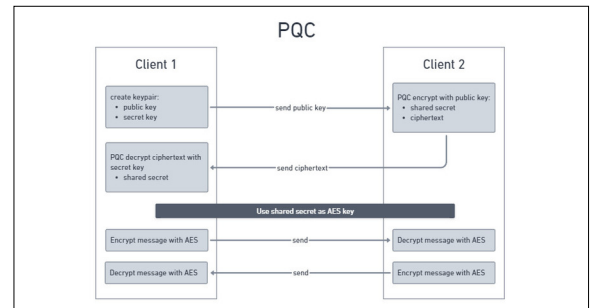 PQC
Client 1
Client 2
create keypair:
• public key
• secret key
send public key
PQC encrypt with public key:
• shared secret
• ciphertext
PQC decrypt ciphertext with
secret key
• shared secret
send ciphertext
Use shared secret as AES key
Encrypt message with AES
send
Decrypt message with AES
Decrypt message with AES
send
Encrypt message with AES